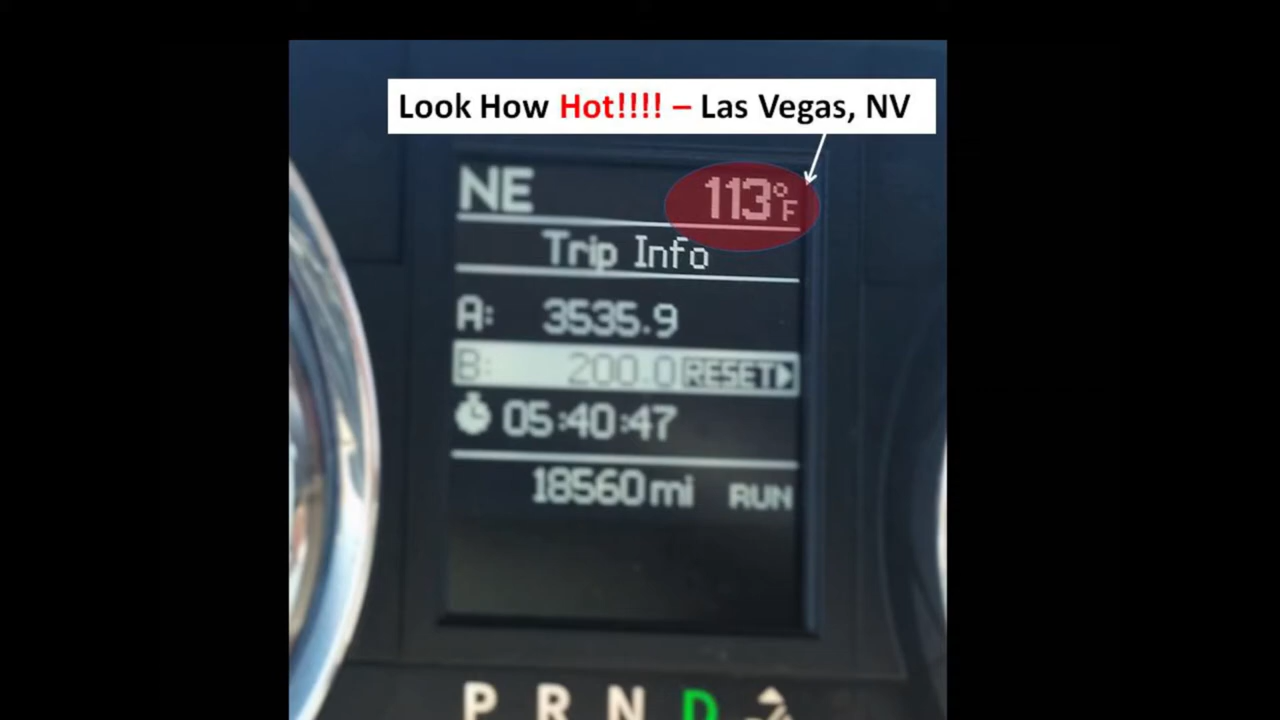 Look How Hot!!!! – Las Vegas, NV
NE 113°F
Trip Info
A: 3535.9
B: 200.0 RESET
05:40:47
18560 mi RUN
P R N D